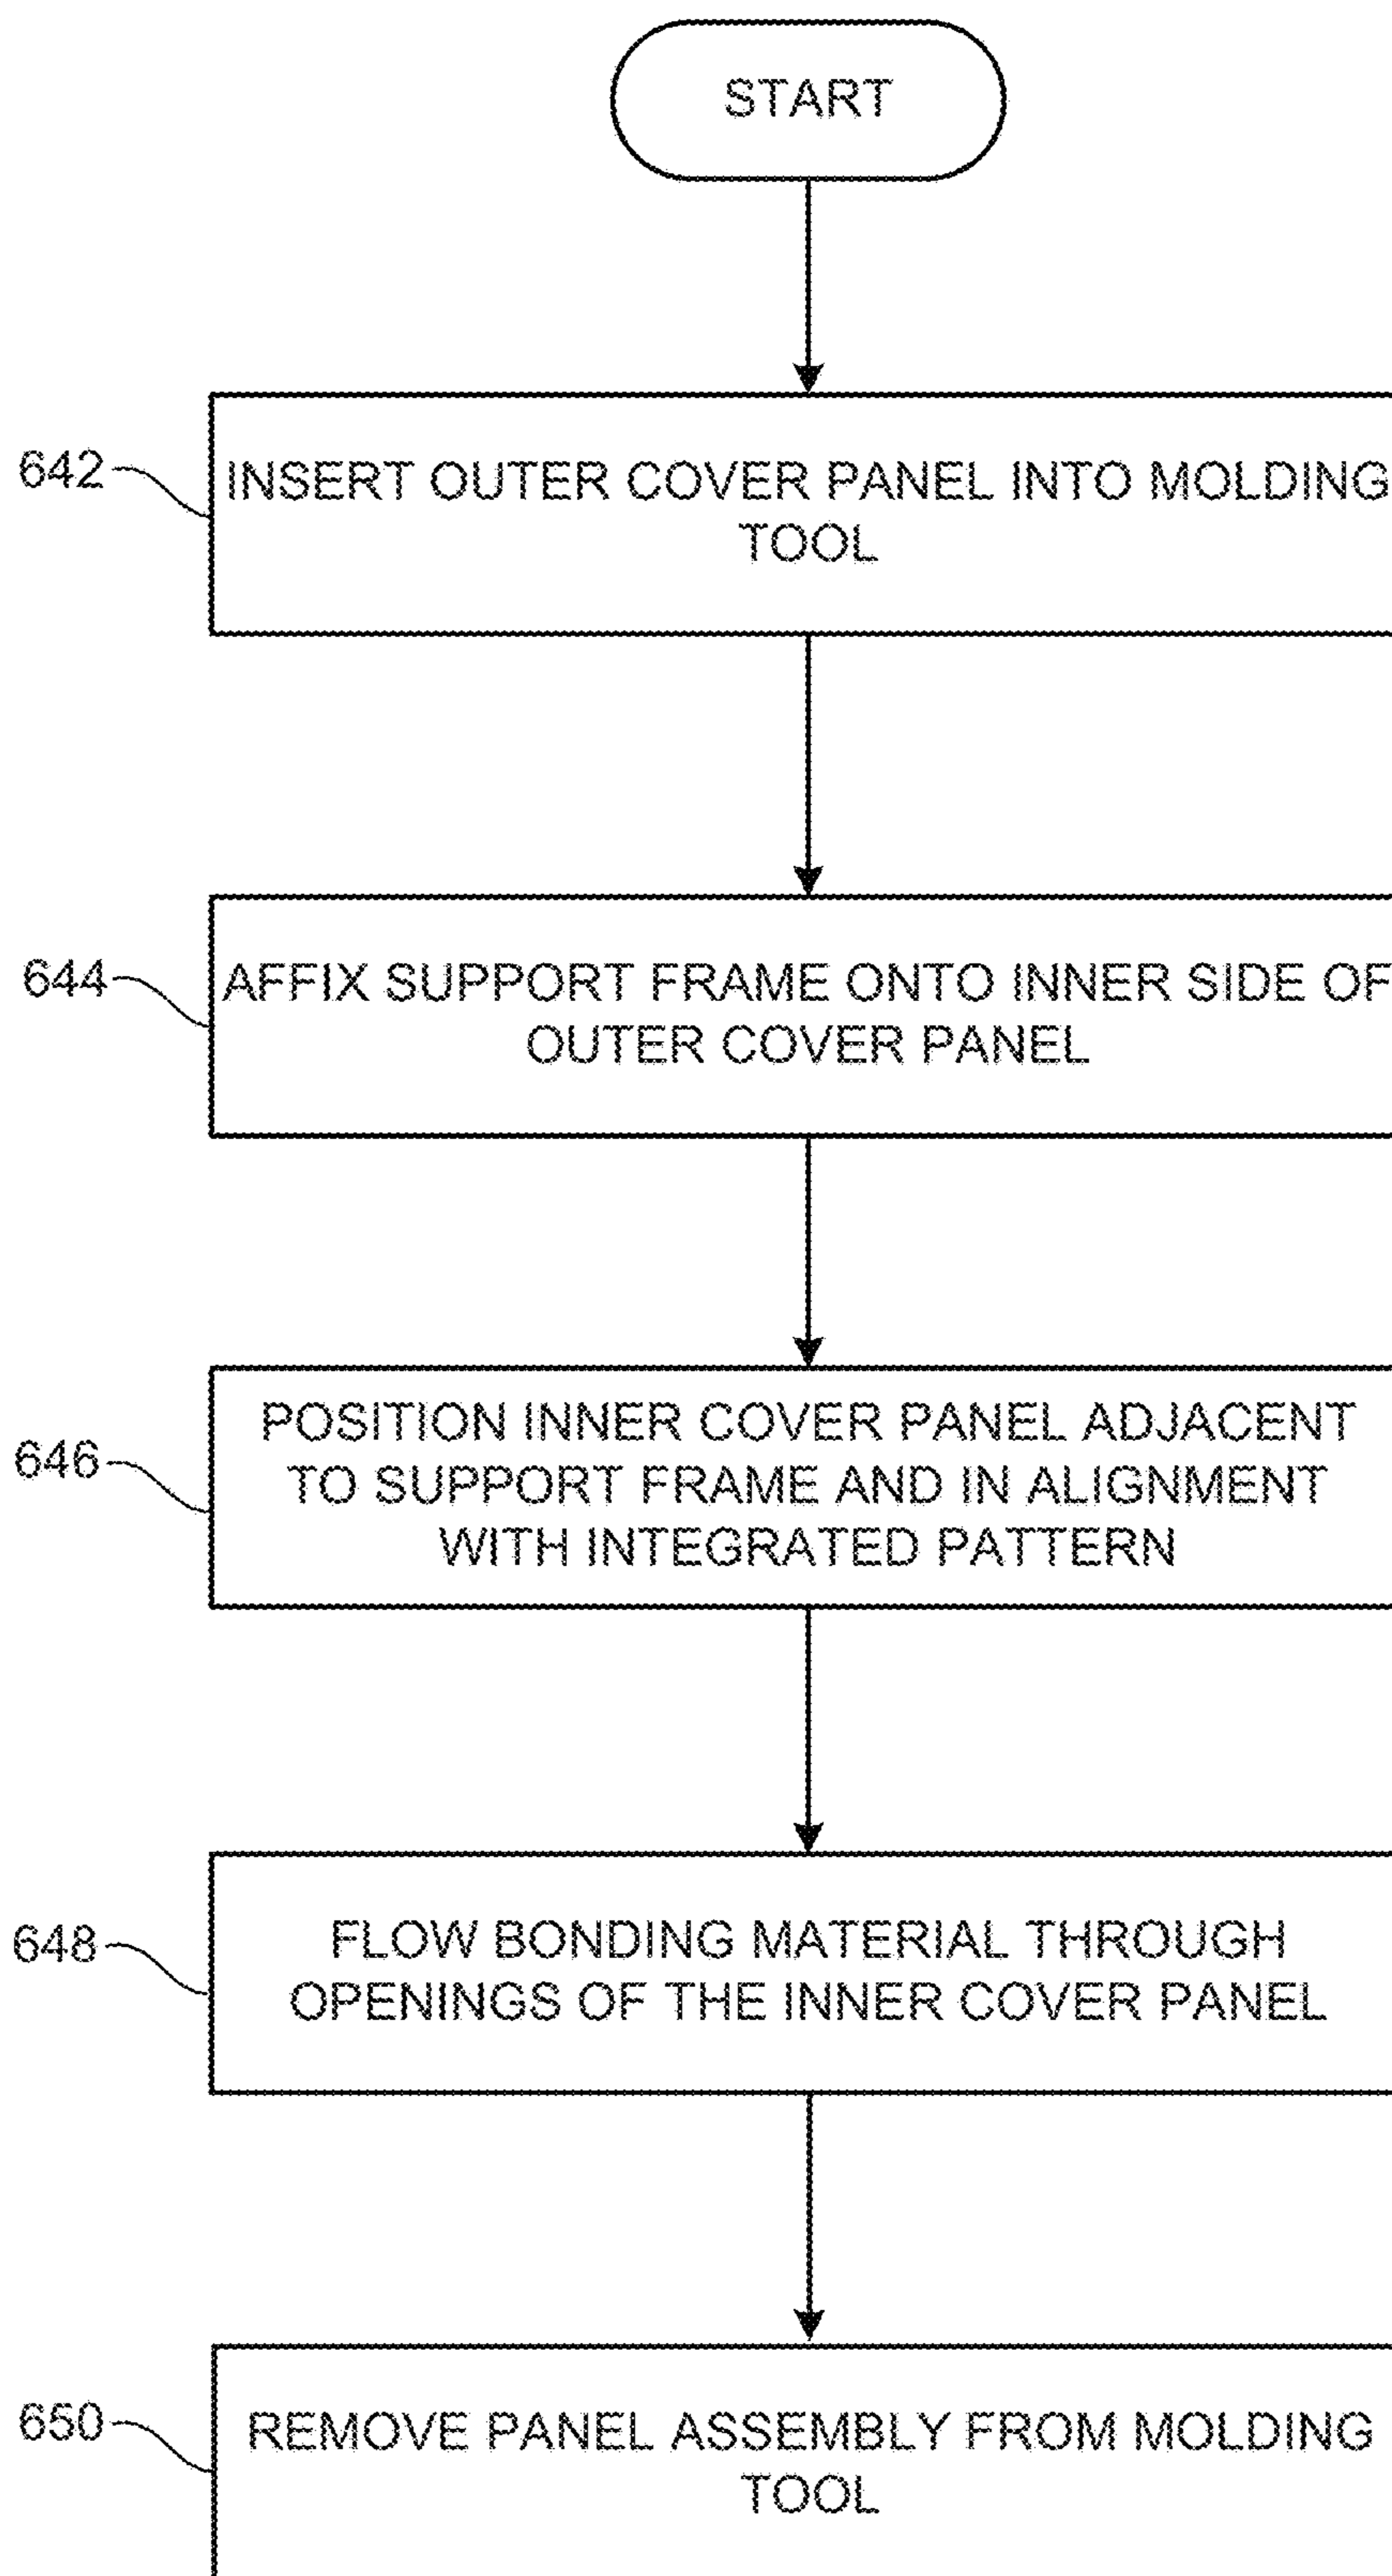 START
642
INSERT OUTER COVER PANEL INTO MOLDING
TOOL
644
AFFIX SUPPORT FRAME ONTO INNER SIDE OF
OUTER COVER PANEL
646
POSITION INNER COVER PANEL ADJACENT
TO SUPPORT FRAME AND IN ALIGNMENT
WITH INTEGRATED PATTERN
648
FLOW BONDING MATERIAL THROUGH
OPENINGS OF THE INNER COVER PANEL
650
REMOVE PANEL ASSEMBLY FROM MOLDING
TOOL